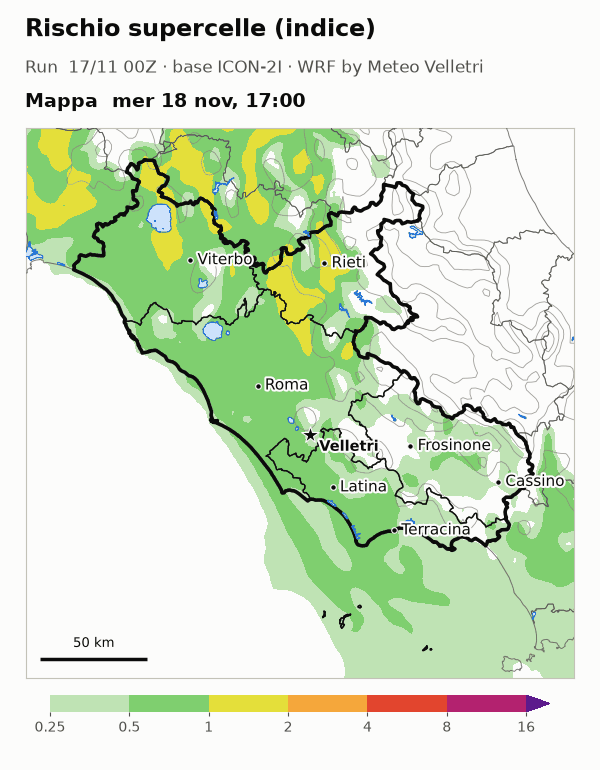 Rischio supercelle (indice)
Run  17/11 00Z · base ICON-2I · WRF by Meteo Velletri
Mappa  mer 18 nov, 17:00
Viterbo
Rieti
Roma
Velletri
Frosinone
Latina
Cassino
Terracina
50 km
0.25 0.5 1 2 4 8 16